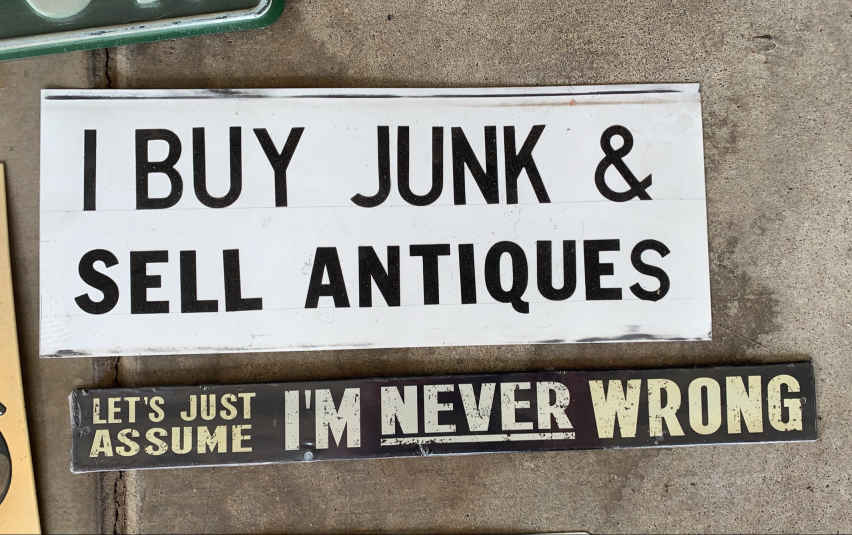 I BUY JUNK &
SELL ANTIQUES
LET'S JUST
ASSUME
I'M NEVER WRONG